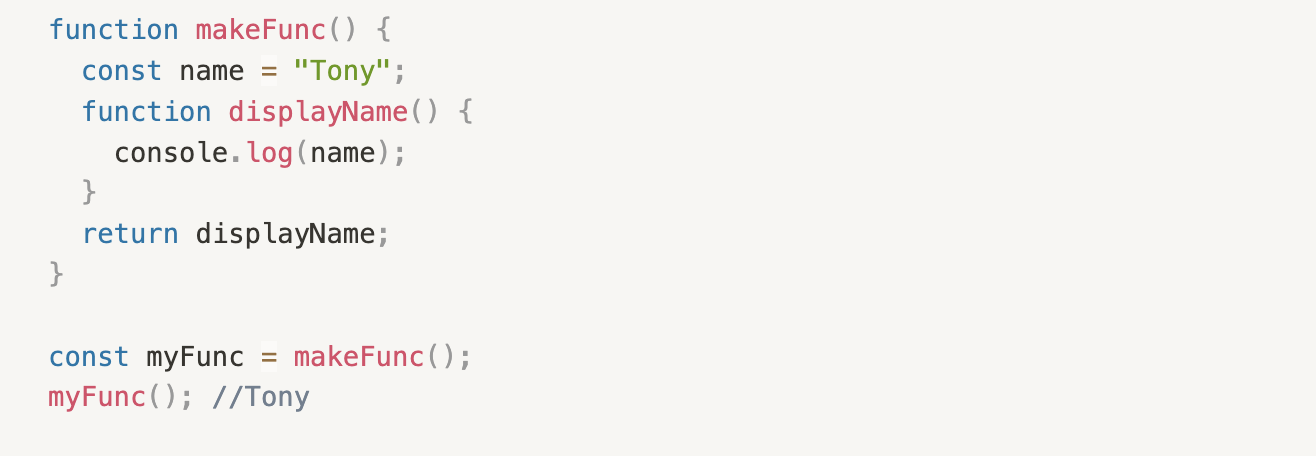 function makeFunc() {
  const name = "Tony";
  function displayName() {
    console.log(name);
  }
  return displayName;
}

const myFunc = makeFunc();
myFunc(); //Tony